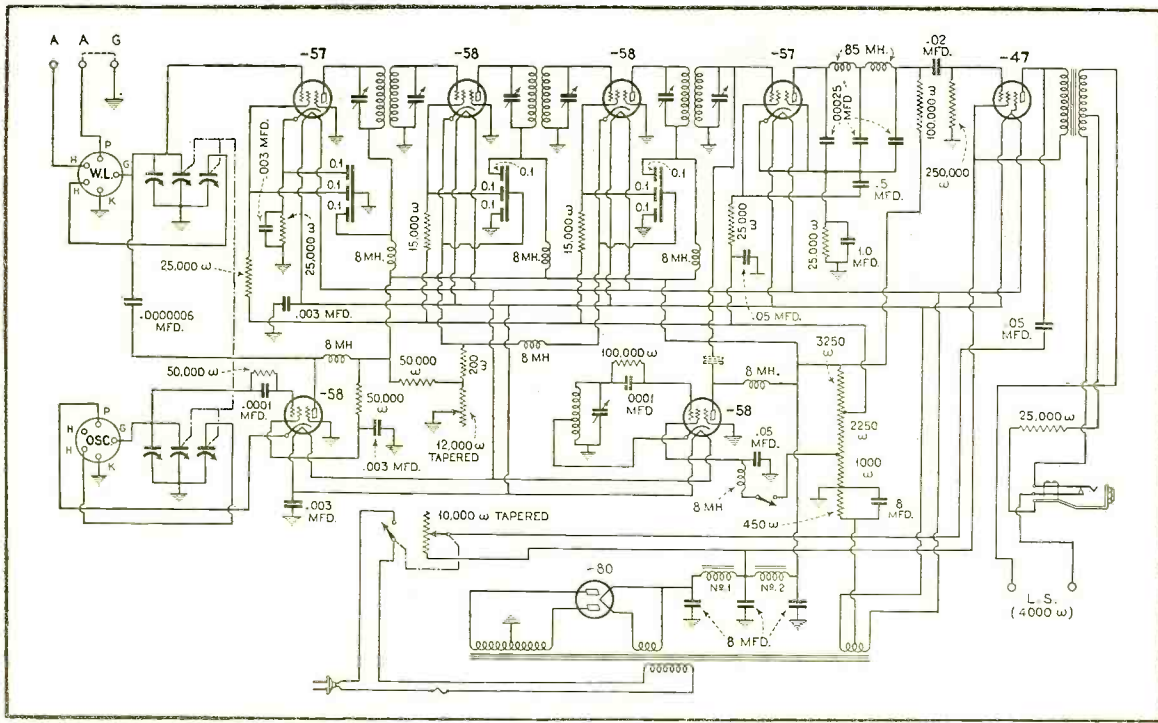 A A G
-57
-58
-58
-57
-47
.85 MH.
.02
MFD.
.00025
MFD.
100,000 ω
250,000
ω
P
H
W.L.
G
H
K
.003 MFD.
25,000 ω
0.1
0.1
0.1
15,000 ω
0.1
0.1
0.1
0.1
15,000 ω
0.1
0.1
0.1
0.1
8 MH.
8 MH.
8 MH.
25,000
ω
.5
MFD.
25,000 ω
1.0
MFD.
25,000 ω
.0000006
MFD.
.003 MFD.
.05 MFD.
.05
MFD.
8 MH
50,000 ω
200
ω
8 MH
100,000 ω
8 MH.
3250
ω
50,000 ω
.0001
MFD.
-58
50,000
ω
.0001
MFD
-58
2250
ω
25,000 ω
P
H
OSC.
G
H
K
.003 MFD.
12,000 ω
TAPERED
.05
MFD.
1000
ω
.003
MFD.
8 MH
450 ω
8
MFD.
10,000 ω TAPERED
-80
Nº.1
Nº.2
8 MFD.
L.S.
(4000 ω)